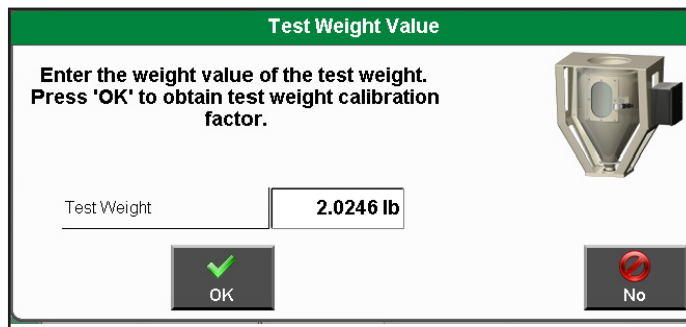 Test Weight Value
Enter the weight value of the test weight.
Press 'OK' to obtain test weight calibration
factor.
Test Weight
2.0246 lb
OK
No